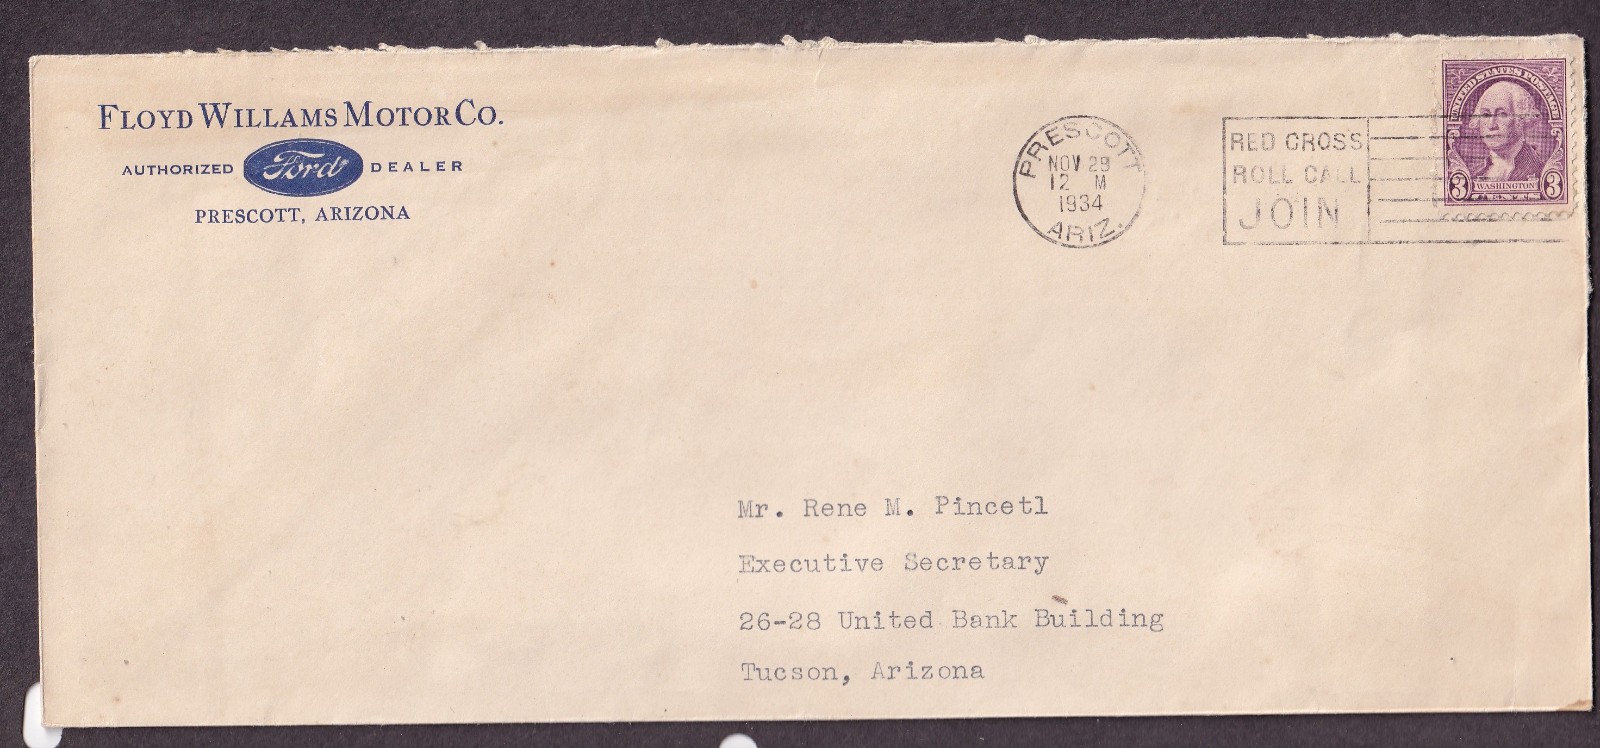 FLOYD WILLAMS MOTOR CO.
AUTHORIZED Ford DEALER
PRESCOTT, ARIZONA
PRESCOTT
NOV 29
12 M
1934
ARIZ.
RED CROSS
ROLL CALL
JOIN
UNITED STATES POSTAGE
3 WASHINGTON 3
CENTS
Mr. Rene M. Pincetl
Executive Secretary
26-28 United Bank Building
Tucson, Arizona